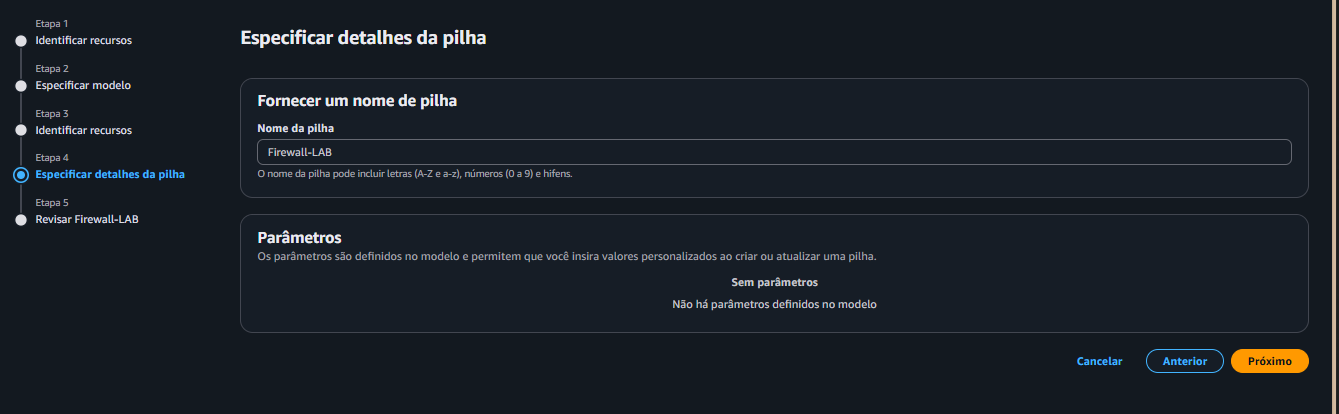 Etapa 1
Identificar recursos
Etapa 2
Especificar modelo
Etapa 3
Identificar recursos
Etapa 4
Especificar detalhes da pilha
Etapa 5
Revisar Firewall-LAB
Especificar detalhes da pilha
Fornecer um nome de pilha
Nome da pilha
Firewall-LAB
O nome da pilha pode incluir letras (A-Z e a-z), números (0 a 9) e hifens.
Parâmetros
Os parâmetros são definidos no modelo e permitem que você insira valores personalizados ao criar ou atualizar uma pilha.
Sem parâmetros
Não há parâmetros definidos no modelo
Cancelar
Anterior
Próximo